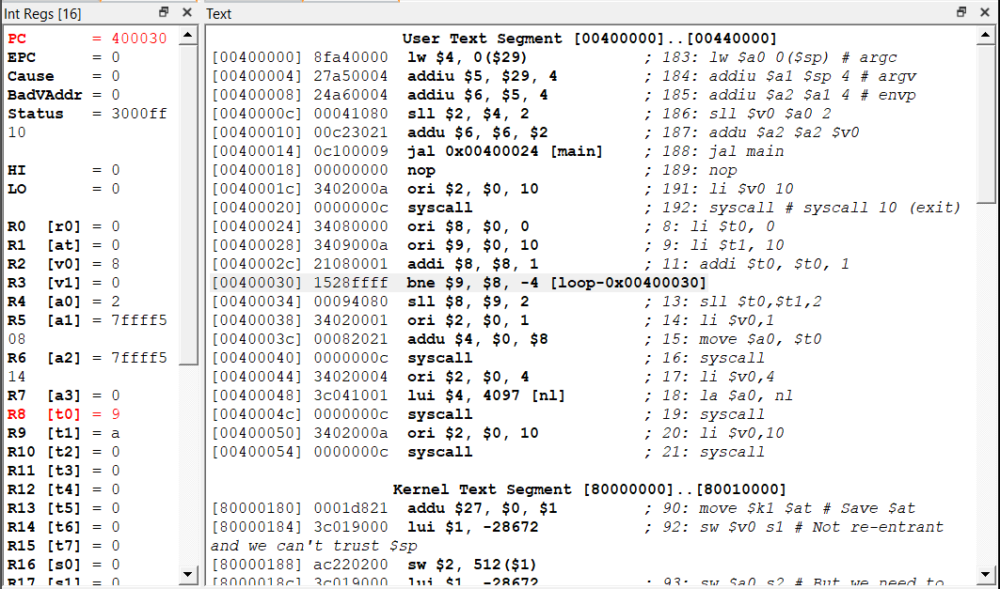 Int Regs [16]
PC = 400030
EPC = 0
Cause = 0
BadVAddr = 0
Status = 3000ff
10
HI = 0
LO = 0
R0 [r0] = 0
R1 [at] = 0
R2 [v0] = 8
R3 [v1] = 0
R4 [a0] = 2
R5 [a1] = 7ffff5
08
R6 [a2] = 7ffff5
14
R7 [a3] = 0
R8 [t0] = 9
R9 [t1] = a
R10 [t2] = 0
R11 [t3] = 0
R12 [t4] = 0
R13 [t5] = 0
R14 [t6] = 0
R15 [t7] = 0
R16 [s0] = 0
R17 [s1] = 0
Text
User Text Segment [00400000]..[00440000]
[00400000] 8fa40000 lw $4, 0($29) ; 183: lw $a0 0($sp) # argc
[00400004] 27a50004 addiu $5, $29, 4 ; 184: addiu $a1 $sp 4 # argv
[00400008] 24a60004 addiu $6, $5, 4 ; 185: addiu $a2 $a1 4 # envp
[0040000c] 00041080 sll $2, $4, 2 ; 186: sll $v0 $a0 2
[00400010] 00c23021 addu $6, $6, $2 ; 187: addu $a2 $a2 $v0
[00400014] 0c100009 jal 0x00400024 [main] ; 188: jal main
[00400018] 00000000 nop ; 189: nop
[0040001c] 3402000a ori $2, $0, 10 ; 191: li $v0 10
[00400020] 0000000c syscall ; 192: syscall # syscall 10 (exit)
[00400024] 34080000 ori $8, $0, 0 ; 8: li $t0, 0
[00400028] 3409000a ori $9, $0, 10 ; 9: li $t1, 10
[0040002c] 21080001 addi $8, $8, 1 ; 11: addi $t0, $t0, 1
[00400030] 1528ffff bne $9, $8, -4 [loop-0x00400030]
[00400034] 00094080 sll $8, $9, 2 ; 13: sll $t0,$t1,2
[00400038] 34020001 ori $2, $0, 1 ; 14: li $v0,1
[0040003c] 00082021 addu $4, $0, $8 ; 15: move $a0, $t0
[00400040] 0000000c syscall ; 16: syscall
[00400044] 34020004 ori $2, $0, 4 ; 17: li $v0,4
[00400048] 3c041001 lui $4, 4097 [nl] ; 18: la $a0, nl
[0040004c] 0000000c syscall ; 19: syscall
[00400050] 3402000a ori $2, $0, 10 ; 20: li $v0,10
[00400054] 0000000c syscall ; 21: syscall
Kernel Text Segment [80000000]..[80010000]
[80000180] 0001d821 addu $27, $0, $1 ; 90: move $k1 $at # Save $at
[80000184] 3c019000 lui $1, -28672 ; 92: sw $v0 s1 # Not re-entrant
and we can't trust $sp
[80000188] ac220200 sw $2, 512($1)
[8000018c] 3c019000 lui $1, -28672 ; 93: sw $a0 s2 # But we need to